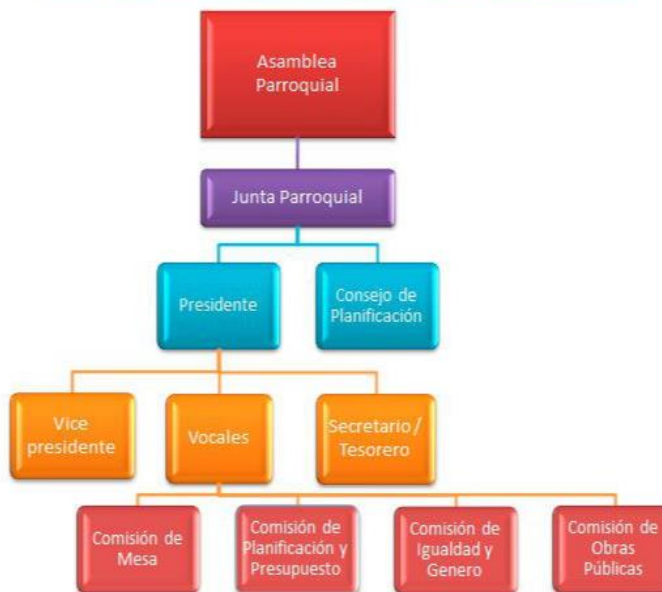 Asamblea
Parroquial
Junta Parroquial
Presidente
Consejo de
Planificación
Vice
presidente
Vocales
Secretario /
Tesorero
Comisión de
Mesa
Comisión de
Planificación y
Presupuesto
Comisión de
Igualdad y
Genero
Comisión de
Obras
Públicas